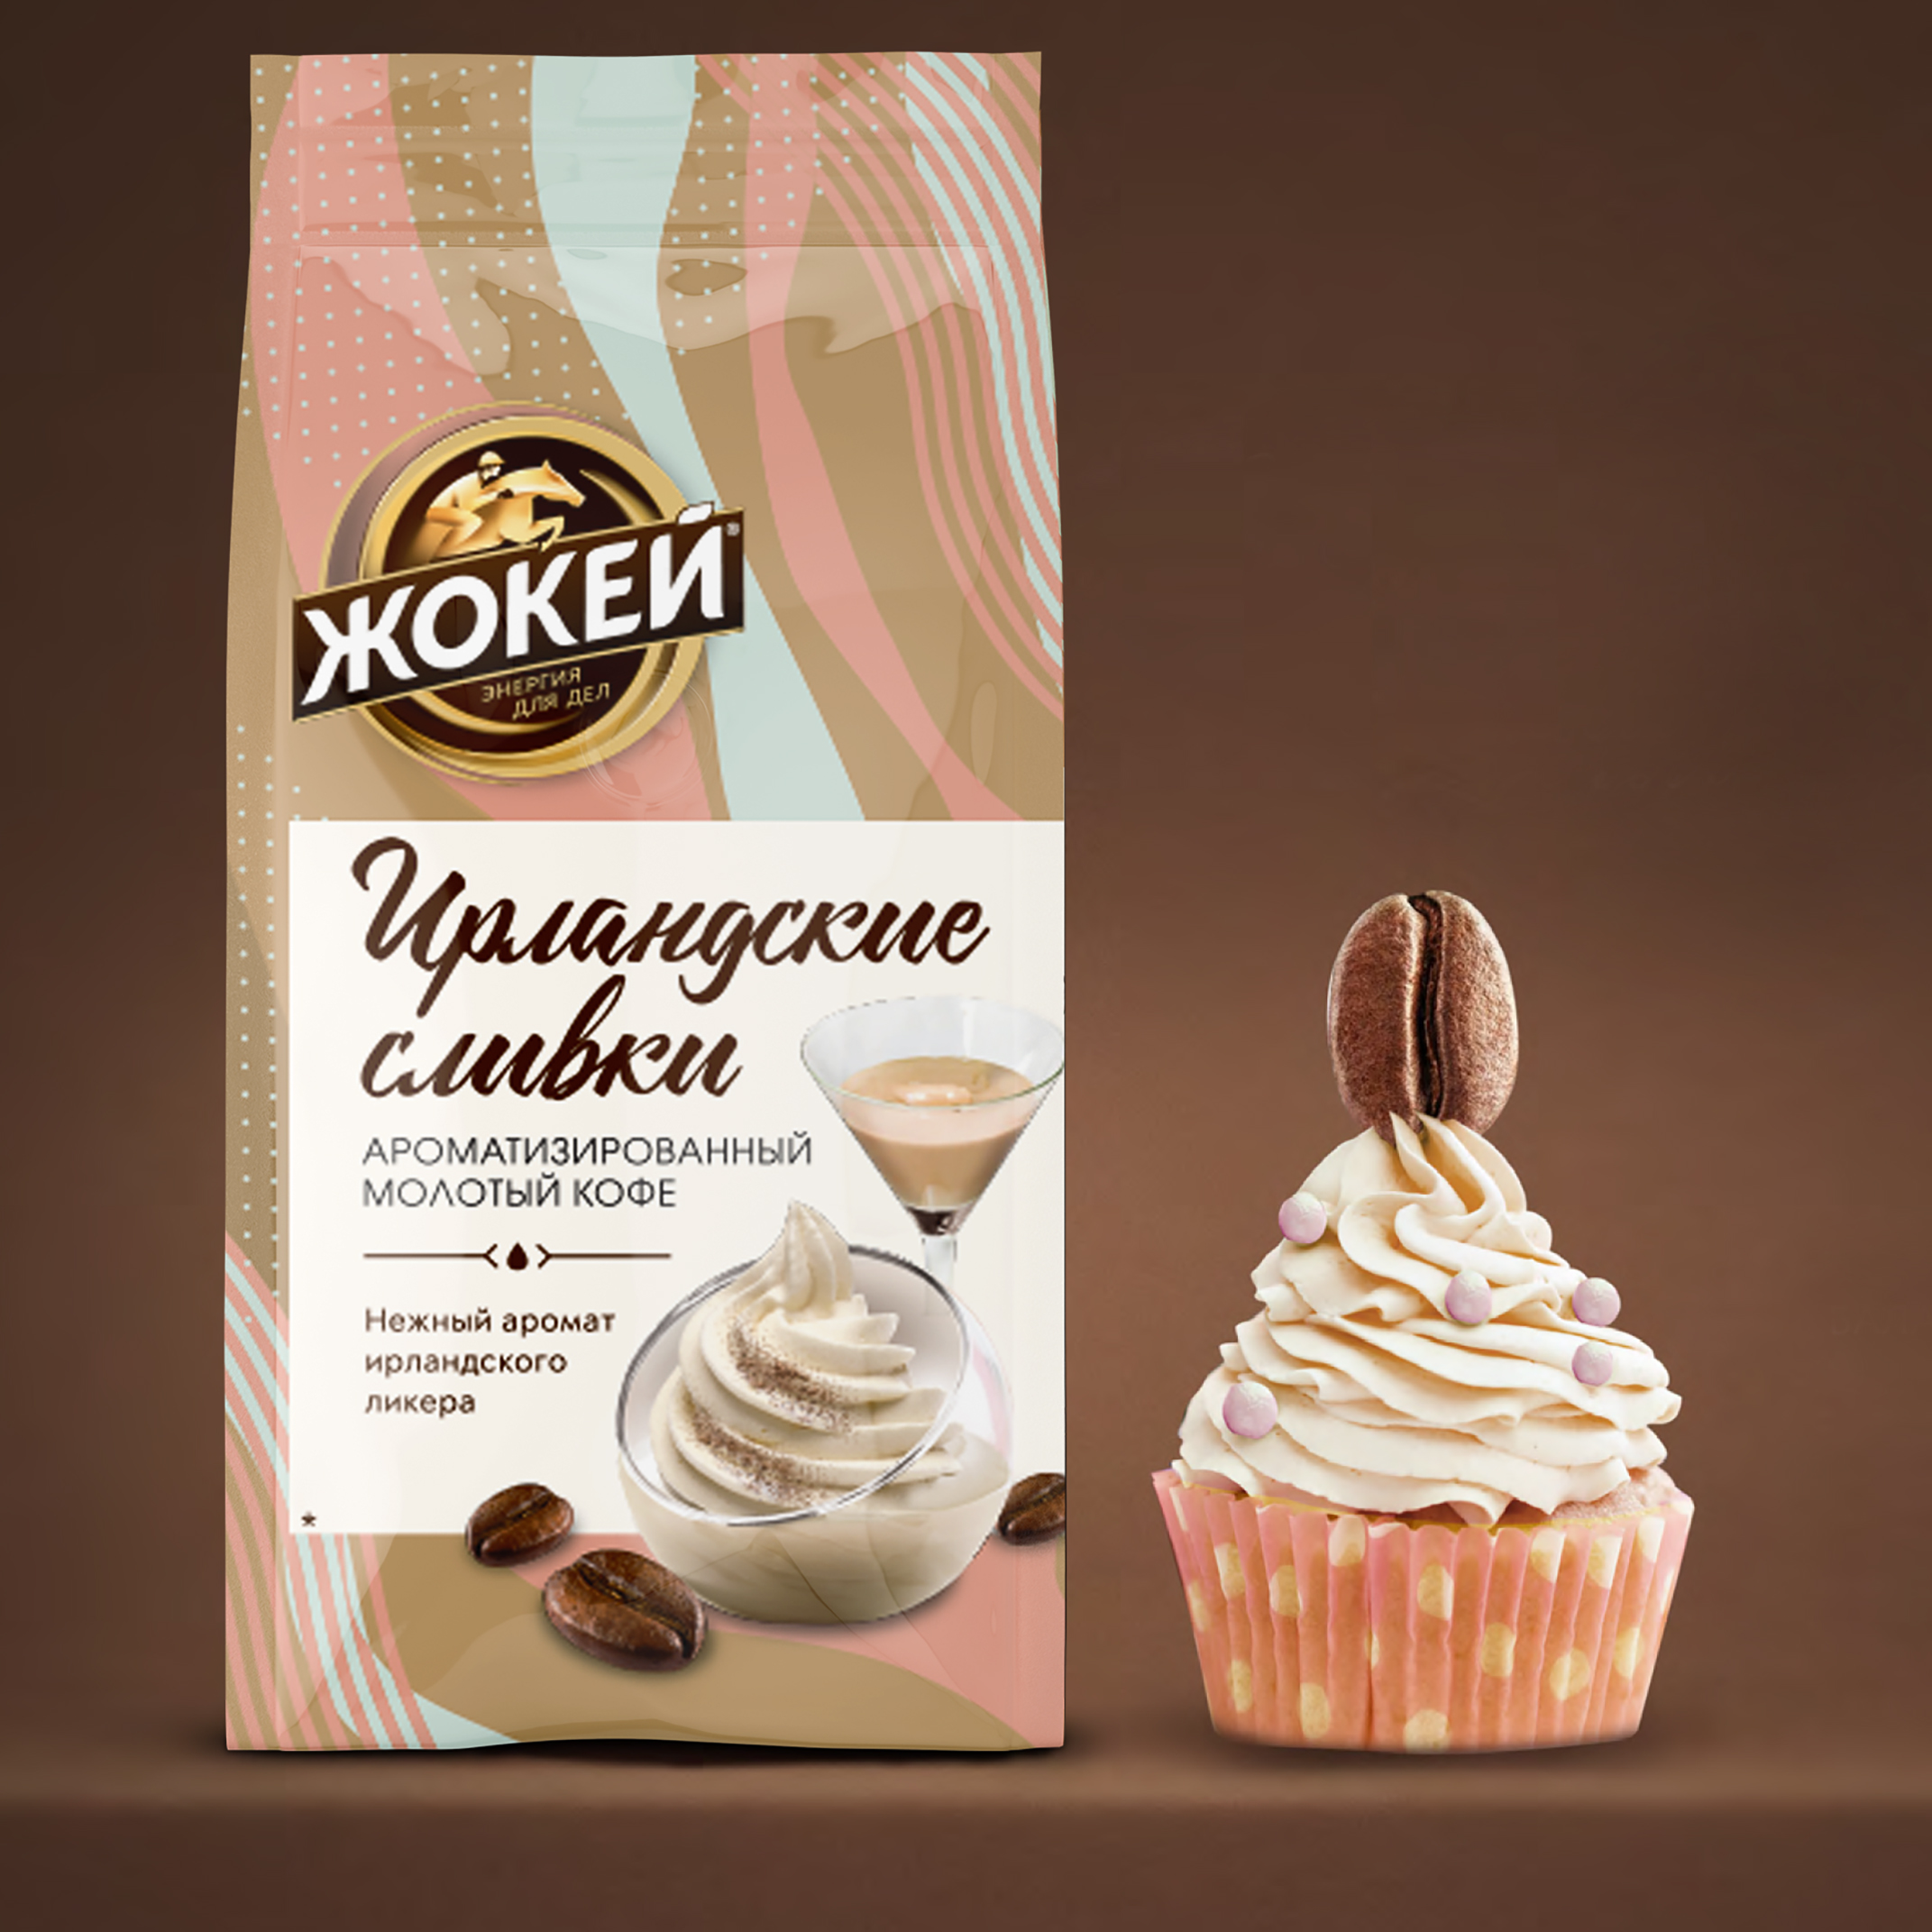 ЖОКЕЙ®
ЭНЕРГИЯ
ДЛЯ ДЕЛ
Ирландские
сливки
АРОМАТИЗИРОВАННЫЙ
МОЛОТЫЙ КОФЕ
Нежный аромат
ирландского
ликера
*